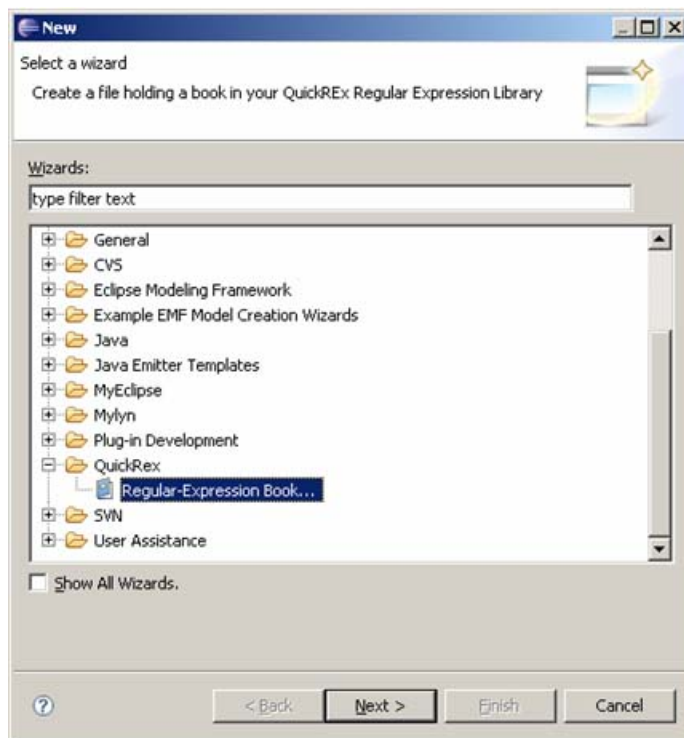 New
Select a wizard
Create a file holding a book in your QuickREx Regular Expression Library
Wizards:
type filter text
General
CVS
Eclipse Modeling Framework
Example EMF Model Creation Wizards
Java
Java Emitter Templates
MyEclipse
Mylyn
Plug-in Development
QuickRex
Regular-Expression Book...
SVN
User Assistance
Show All Wizards.
?
< Back
Next >
Finish
Cancel